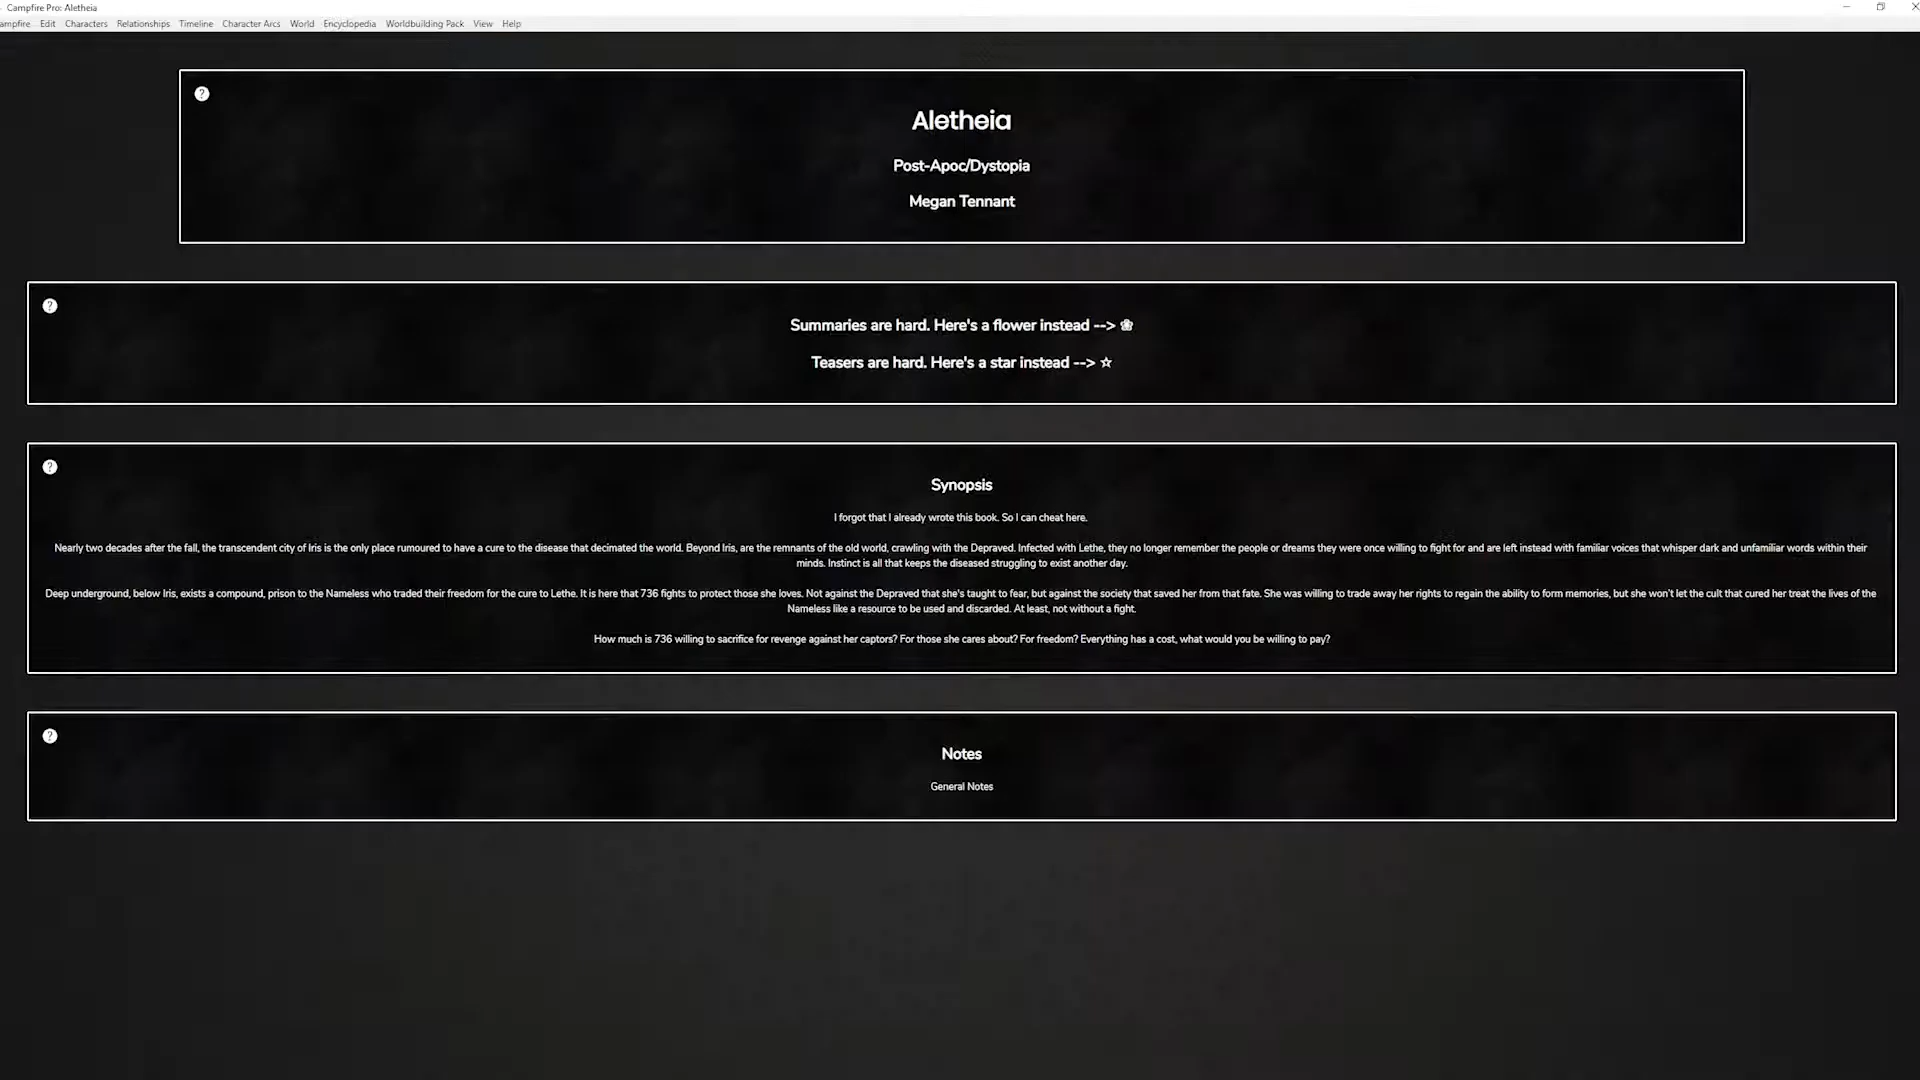 Campfire Pro: Aletheia
ampfire Edit Characters Relationships Timeline Character Arcs World Encyclopedia Worldbuilding Pack View Help
?
Aletheia
Post-Apoc/Dystopia
Megan Tennant
?
Summaries are hard. Here's a flower instead --> ❀
Teasers are hard. Here's a star instead --> ☆
?
Synopsis
I forgot that I already wrote this book. So I can cheat here.
Nearly two decades after the fall, the transcendent city of Iris is the only place rumoured to have a cure to the disease that decimated the world. Beyond Iris, are the remnants of the old world, crawling with the Depraved. Infected with Lethe, they no longer remember the people or dreams they were once willing to fight for and are left instead with familiar voices that whisper dark and unfamiliar words within their
minds. Instinct is all that keeps the diseased struggling to exist another day.
Deep underground, below Iris, exists a compound, prison to the Nameless who traded their freedom for the cure to Lethe. It is here that 736 fights to protect those she loves. Not against the Depraved that she's taught to fear, but against the society that saved her from that fate. She was willing to trade away her rights to regain the ability to form memories, but she won't let the cult that cured her treat the lives of the
Nameless like a resource to be used and discarded. At least, not without a fight.
How much is 736 willing to sacrifice for revenge against her captors? For those she cares about? For freedom? Everything has a cost, what would you be willing to pay?
?
Notes
General Notes